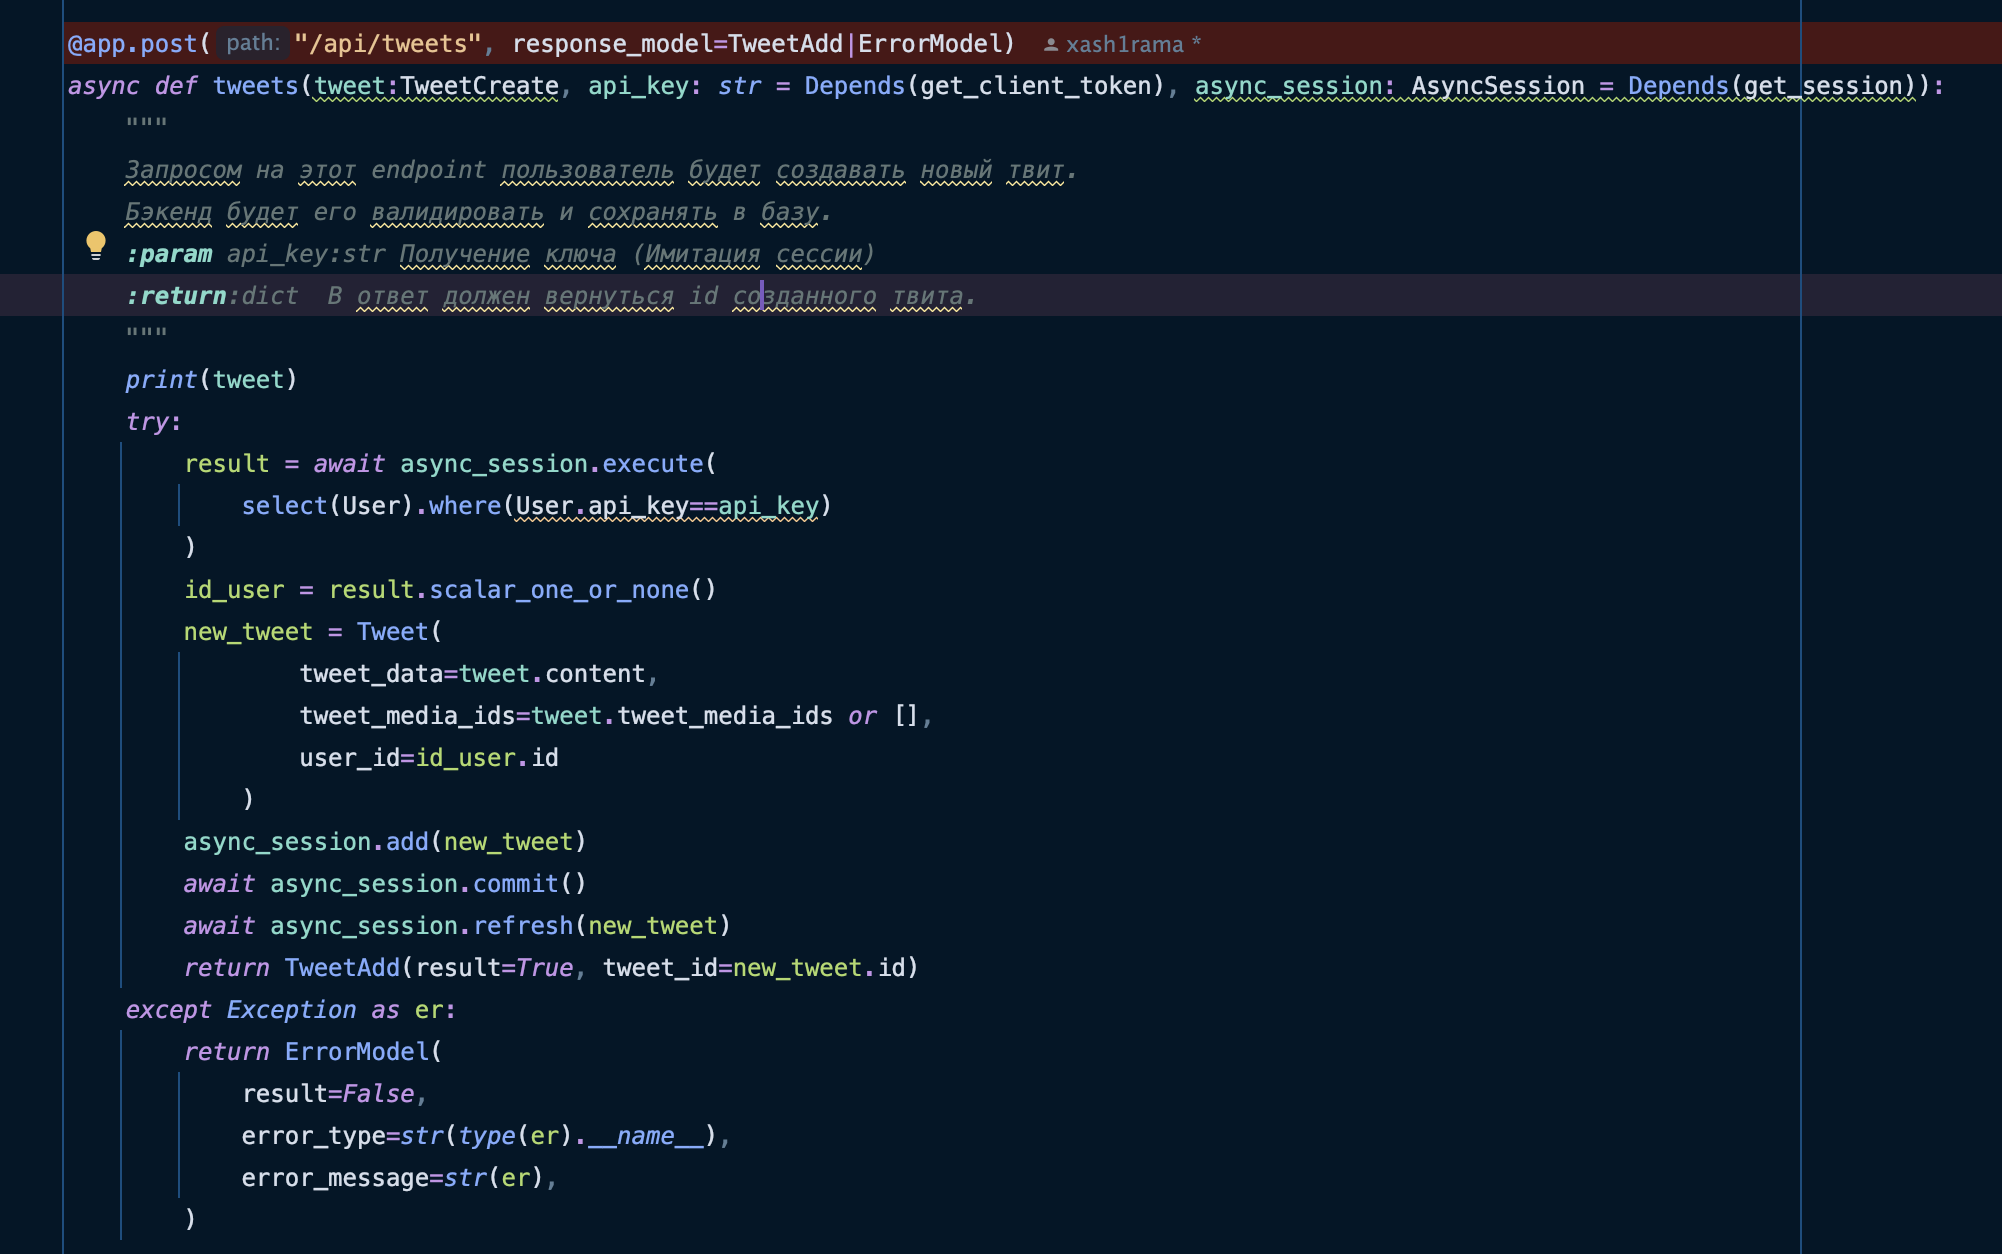 @app.post( path: "/api/tweets", response_model=TweetAdd|ErrorModel) xash1rama *
async def tweets(tweet:TweetCreate, api_key: str = Depends(get_client_token), async_session: AsyncSession = Depends(get_session)):
"""
Запросом на этот endpoint пользователь будет создавать новый твит.
Бэкенд будет его валидировать и сохранять в базу.
:param api_key:str Получение ключа (Имитация сессии)
:return:dict  В ответ должен вернуться id созданного твита.
"""
print(tweet)
try:
result = await async_session.execute(
select(User).where(User.api_key==api_key)
)
id_user = result.scalar_one_or_none()
new_tweet = Tweet(
tweet_data=tweet.content,
tweet_media_ids=tweet.tweet_media_ids or [],
user_id=id_user.id
)
async_session.add(new_tweet)
await async_session.commit()
await async_session.refresh(new_tweet)
return TweetAdd(result=True, tweet_id=new_tweet.id)
except Exception as er:
return ErrorModel(
result=False,
error_type=str(type(er).__name__),
error_message=str(er),
)